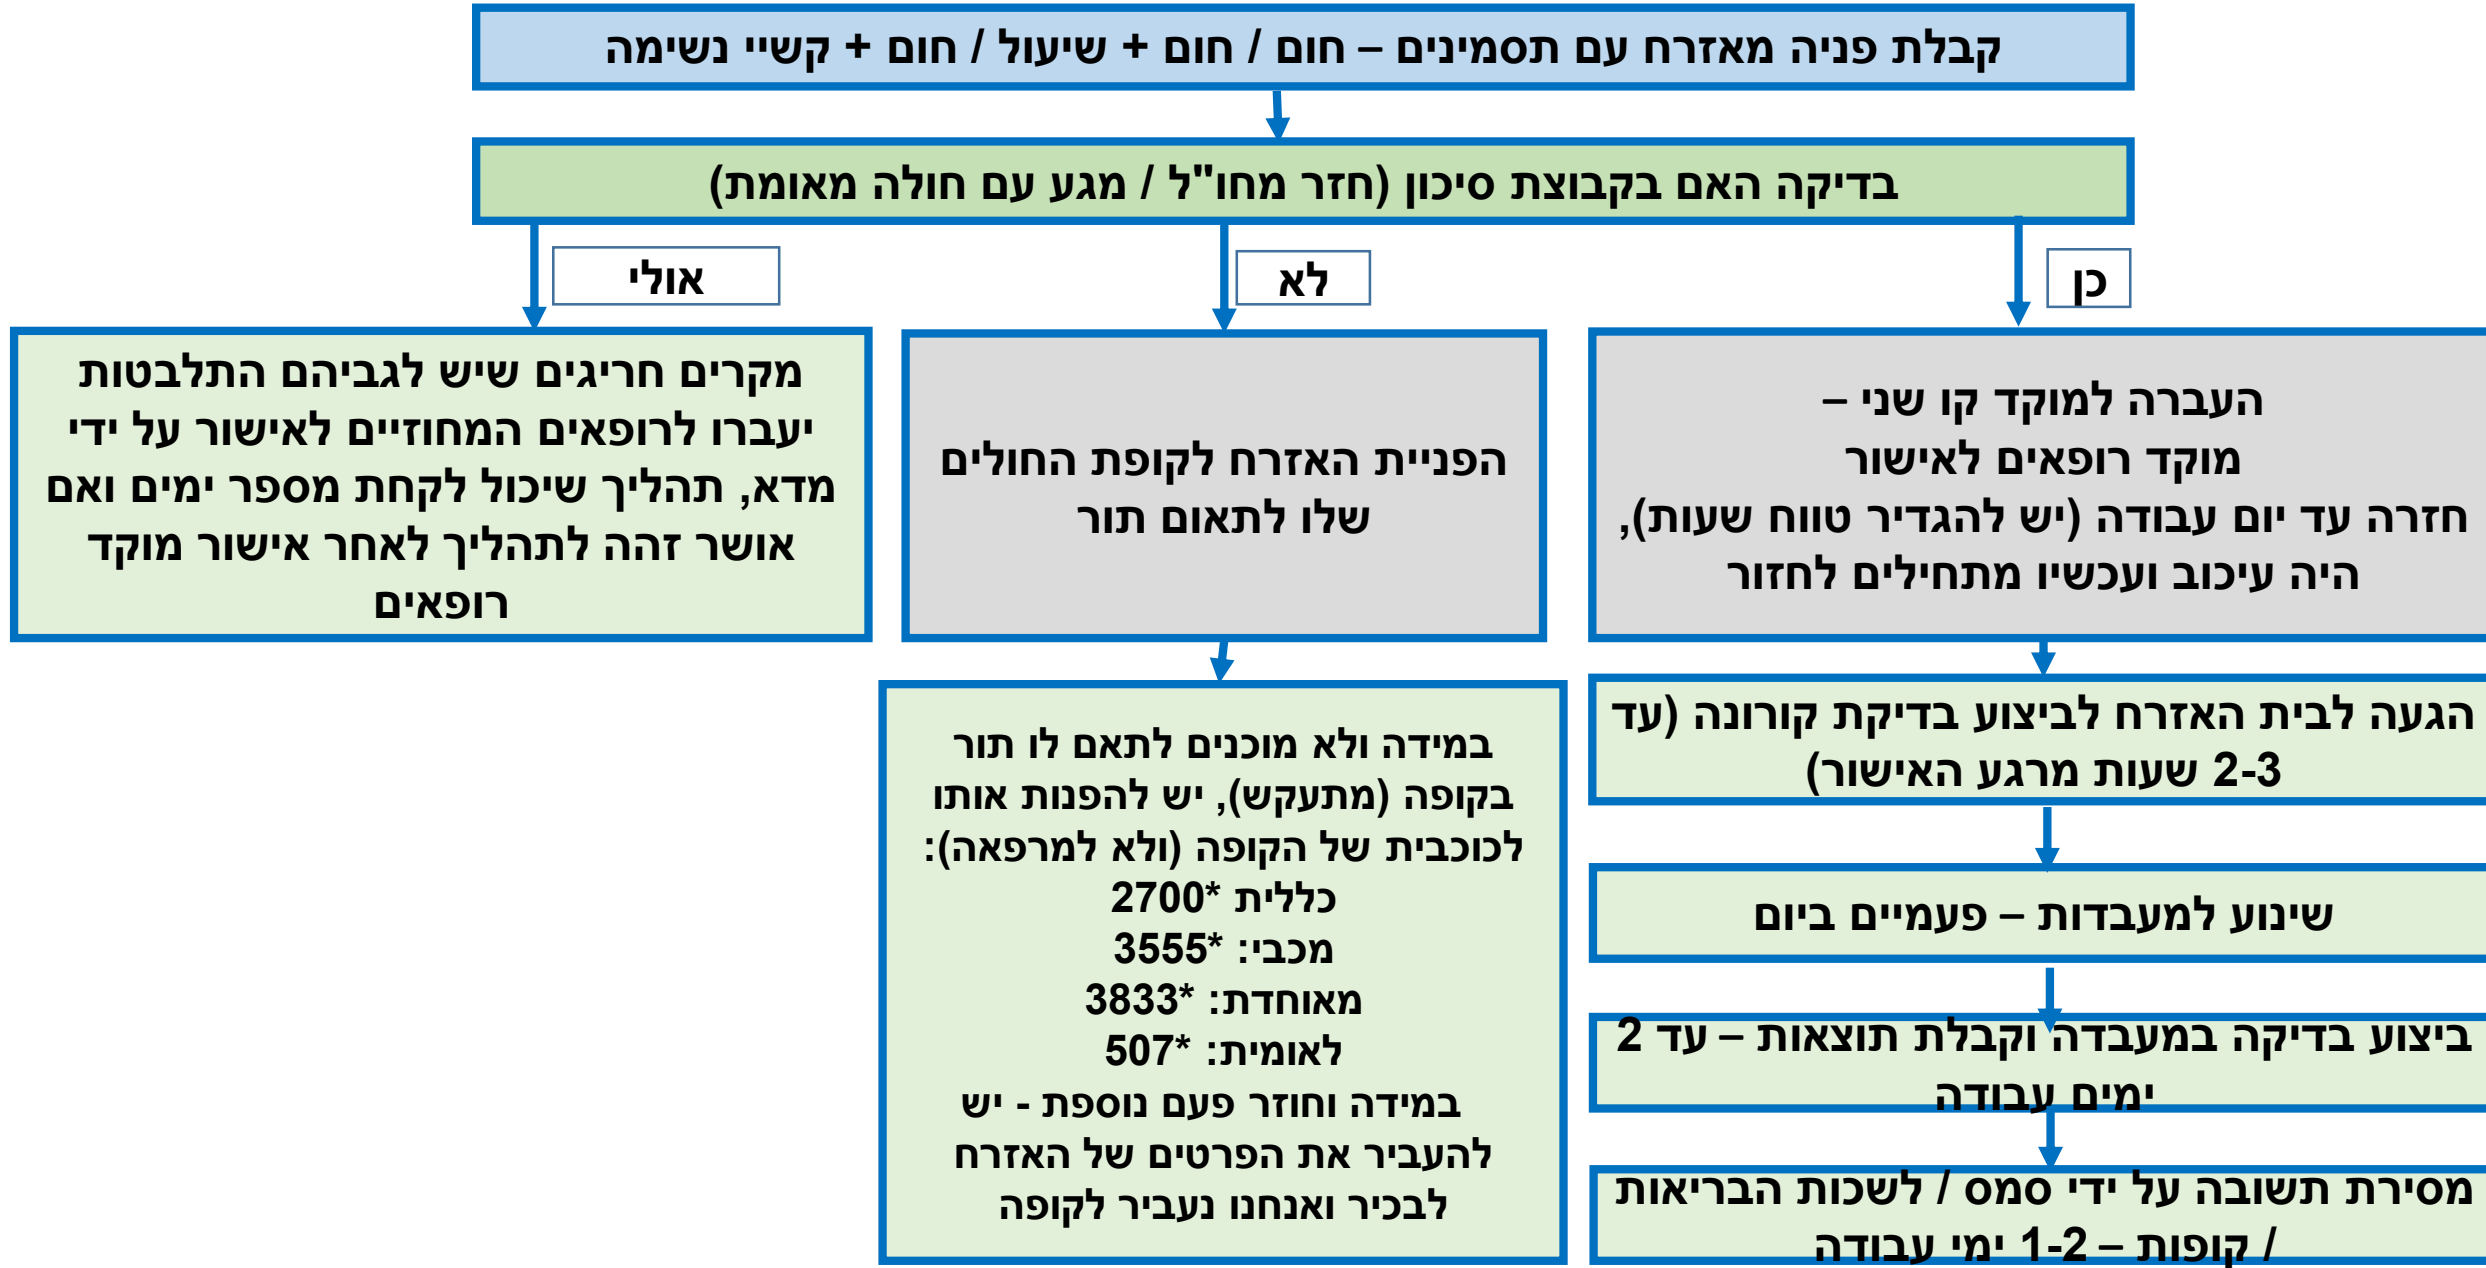 קבלת פניה מאזרח עם תסמינים – חום / חום + שיעול / חום + קשיי נשימה
בדיקה האם בקבוצת סיכון (חזר מחו"ל / מגע עם חולה מאומת)
כן
לא
אולי
העברה למוקד קו שני –
מוקד רופאים לאישור
חזרה עד יום עבודה (יש להגדיר טווח שעות),
היה עיכוב ועכשיו מתחילים לחזור
הגעה לבית האזרח לביצוע בדיקת קורונה (עד
2-3 שעות מרגע האישור)
שינוע למעבדות – פעמיים ביום
ביצוע בדיקה במעבדה וקבלת תוצאות – עד 2
ימים עבודה
מסירת תשובה על ידי סמס / לשכות הבריאות
/ קופות – 1-2 ימי עבודה
הפניית האזרח לקופת החולים
שלו לתאום תור
במידה ולא מוכנים לתאם לו תור
בקופה (מתעקש), יש להפנות אותו
לכוכבית של הקופה (ולא למרפאה):
כללית *2700
מכבי: *3555
מאוחדת: *3833
לאומית: *507
במידה וחוזר פעם נוספת - יש
להעביר את הפרטים של האזרח
לבכיר ואנחנו נעביר לקופה
מקרים חריגים שיש לגביהם התלבטות
יעברו לרופאים המחוזיים לאישור על ידי
מדא, תהליך שיכול לקחת מספר ימים ואם
אושר זהה לתהליך לאחר אישור מוקד
רופאים